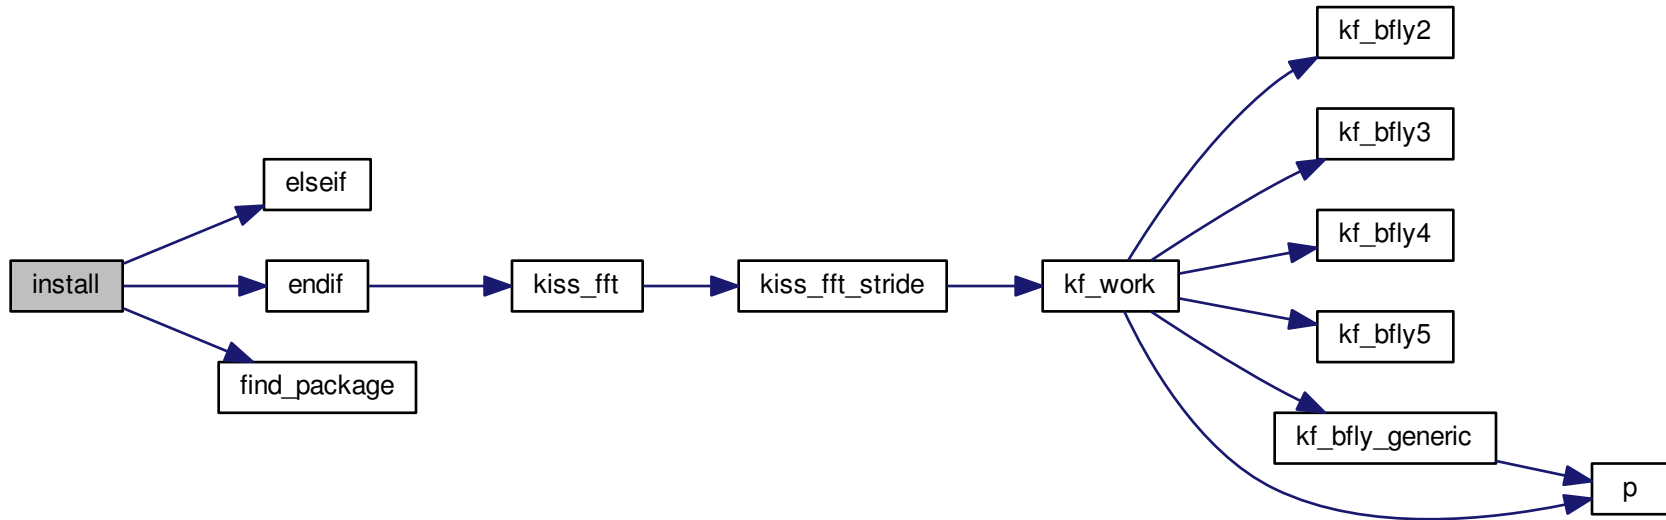 kf_bfly2
kf_bfly3
elseif
kf_bfly4
install
endif
kiss_fft
kiss_fft_stride
kf_work
kf_bfly5
find_package
kf_bfly_generic
p